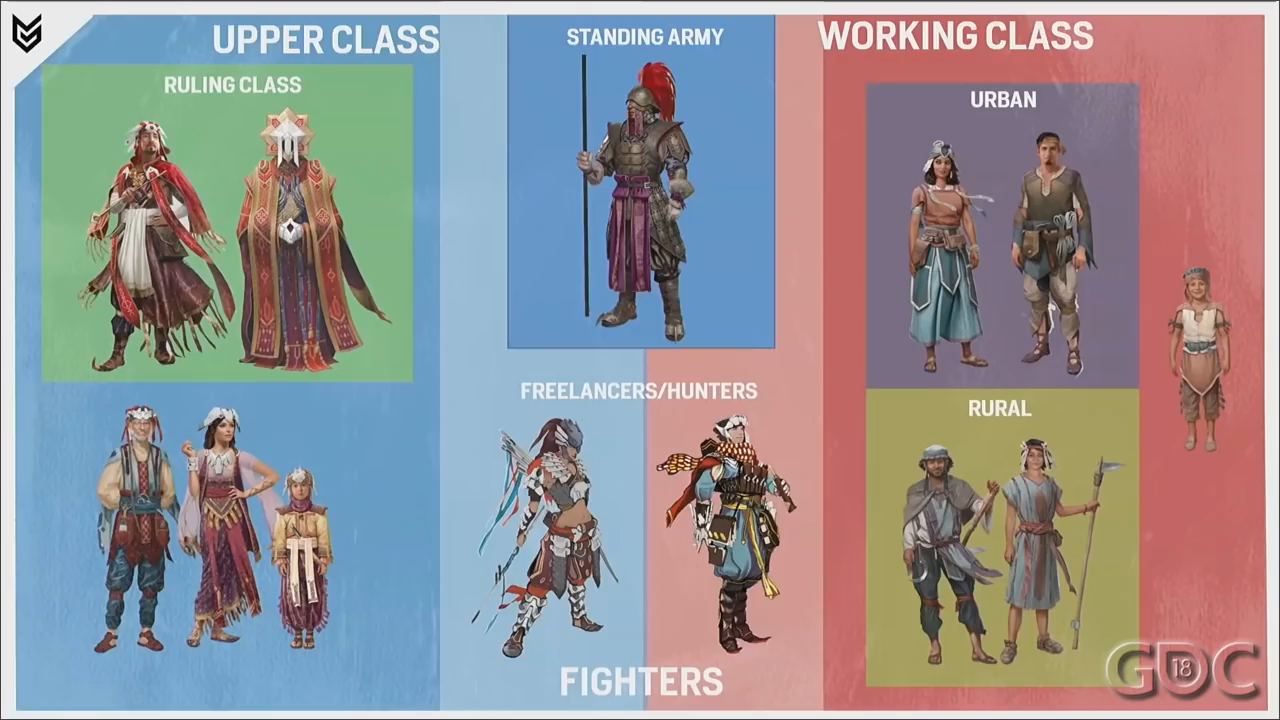 UPPER CLASS
STANDING ARMY
WORKING CLASS
RULING CLASS
URBAN
FREELANCERS/HUNTERS
RURAL
FIGHTERS
GDC
18